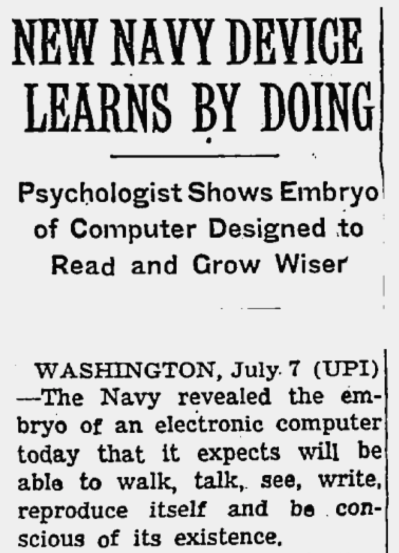 NEW NAVY DEVICE
LEARNS BY DOING
Psychologist Shows Embryo
of Computer Designed to
Read and Grow Wiser
WASHINGTON, July 7 (UPI)
—The Navy revealed the em-
bryo of an electronic computer
today that it expects will be
able to walk, talk, see, write,
reproduce itself and be con-
scious of its existence.